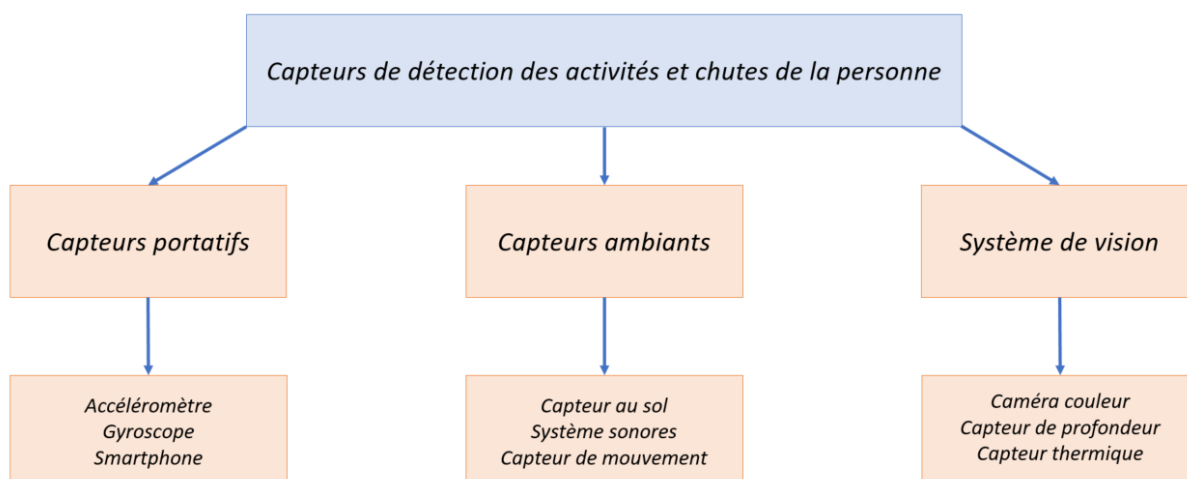 Capteurs de détection des activités et chutes de la personne
Capteurs portatifs
Capteurs ambiants
Système de vision
Accéléromètre
Gyroscope
Smartphone
Capteur au sol
Système sonores
Capteur de mouvement
Caméra couleur
Capteur de profondeur
Capteur thermique